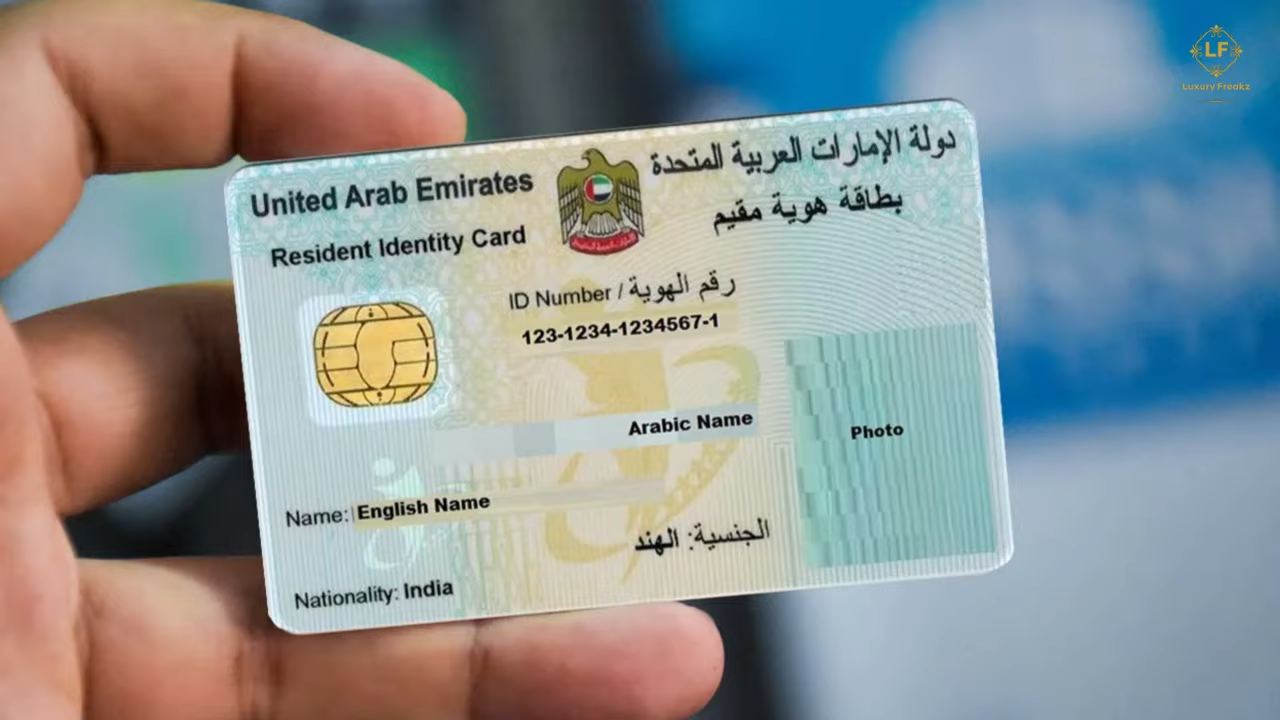 LF
Luxury Freakz
United Arab Emirates
دولة الإمارات العربية المتحدة
Resident Identity Card
بطاقة هوية مقيم
ID Number / رقم الهوية
123-1234-1234567-1
Arabic Name
Photo
Name: English Name
الجنسية: الهند
Nationality: India